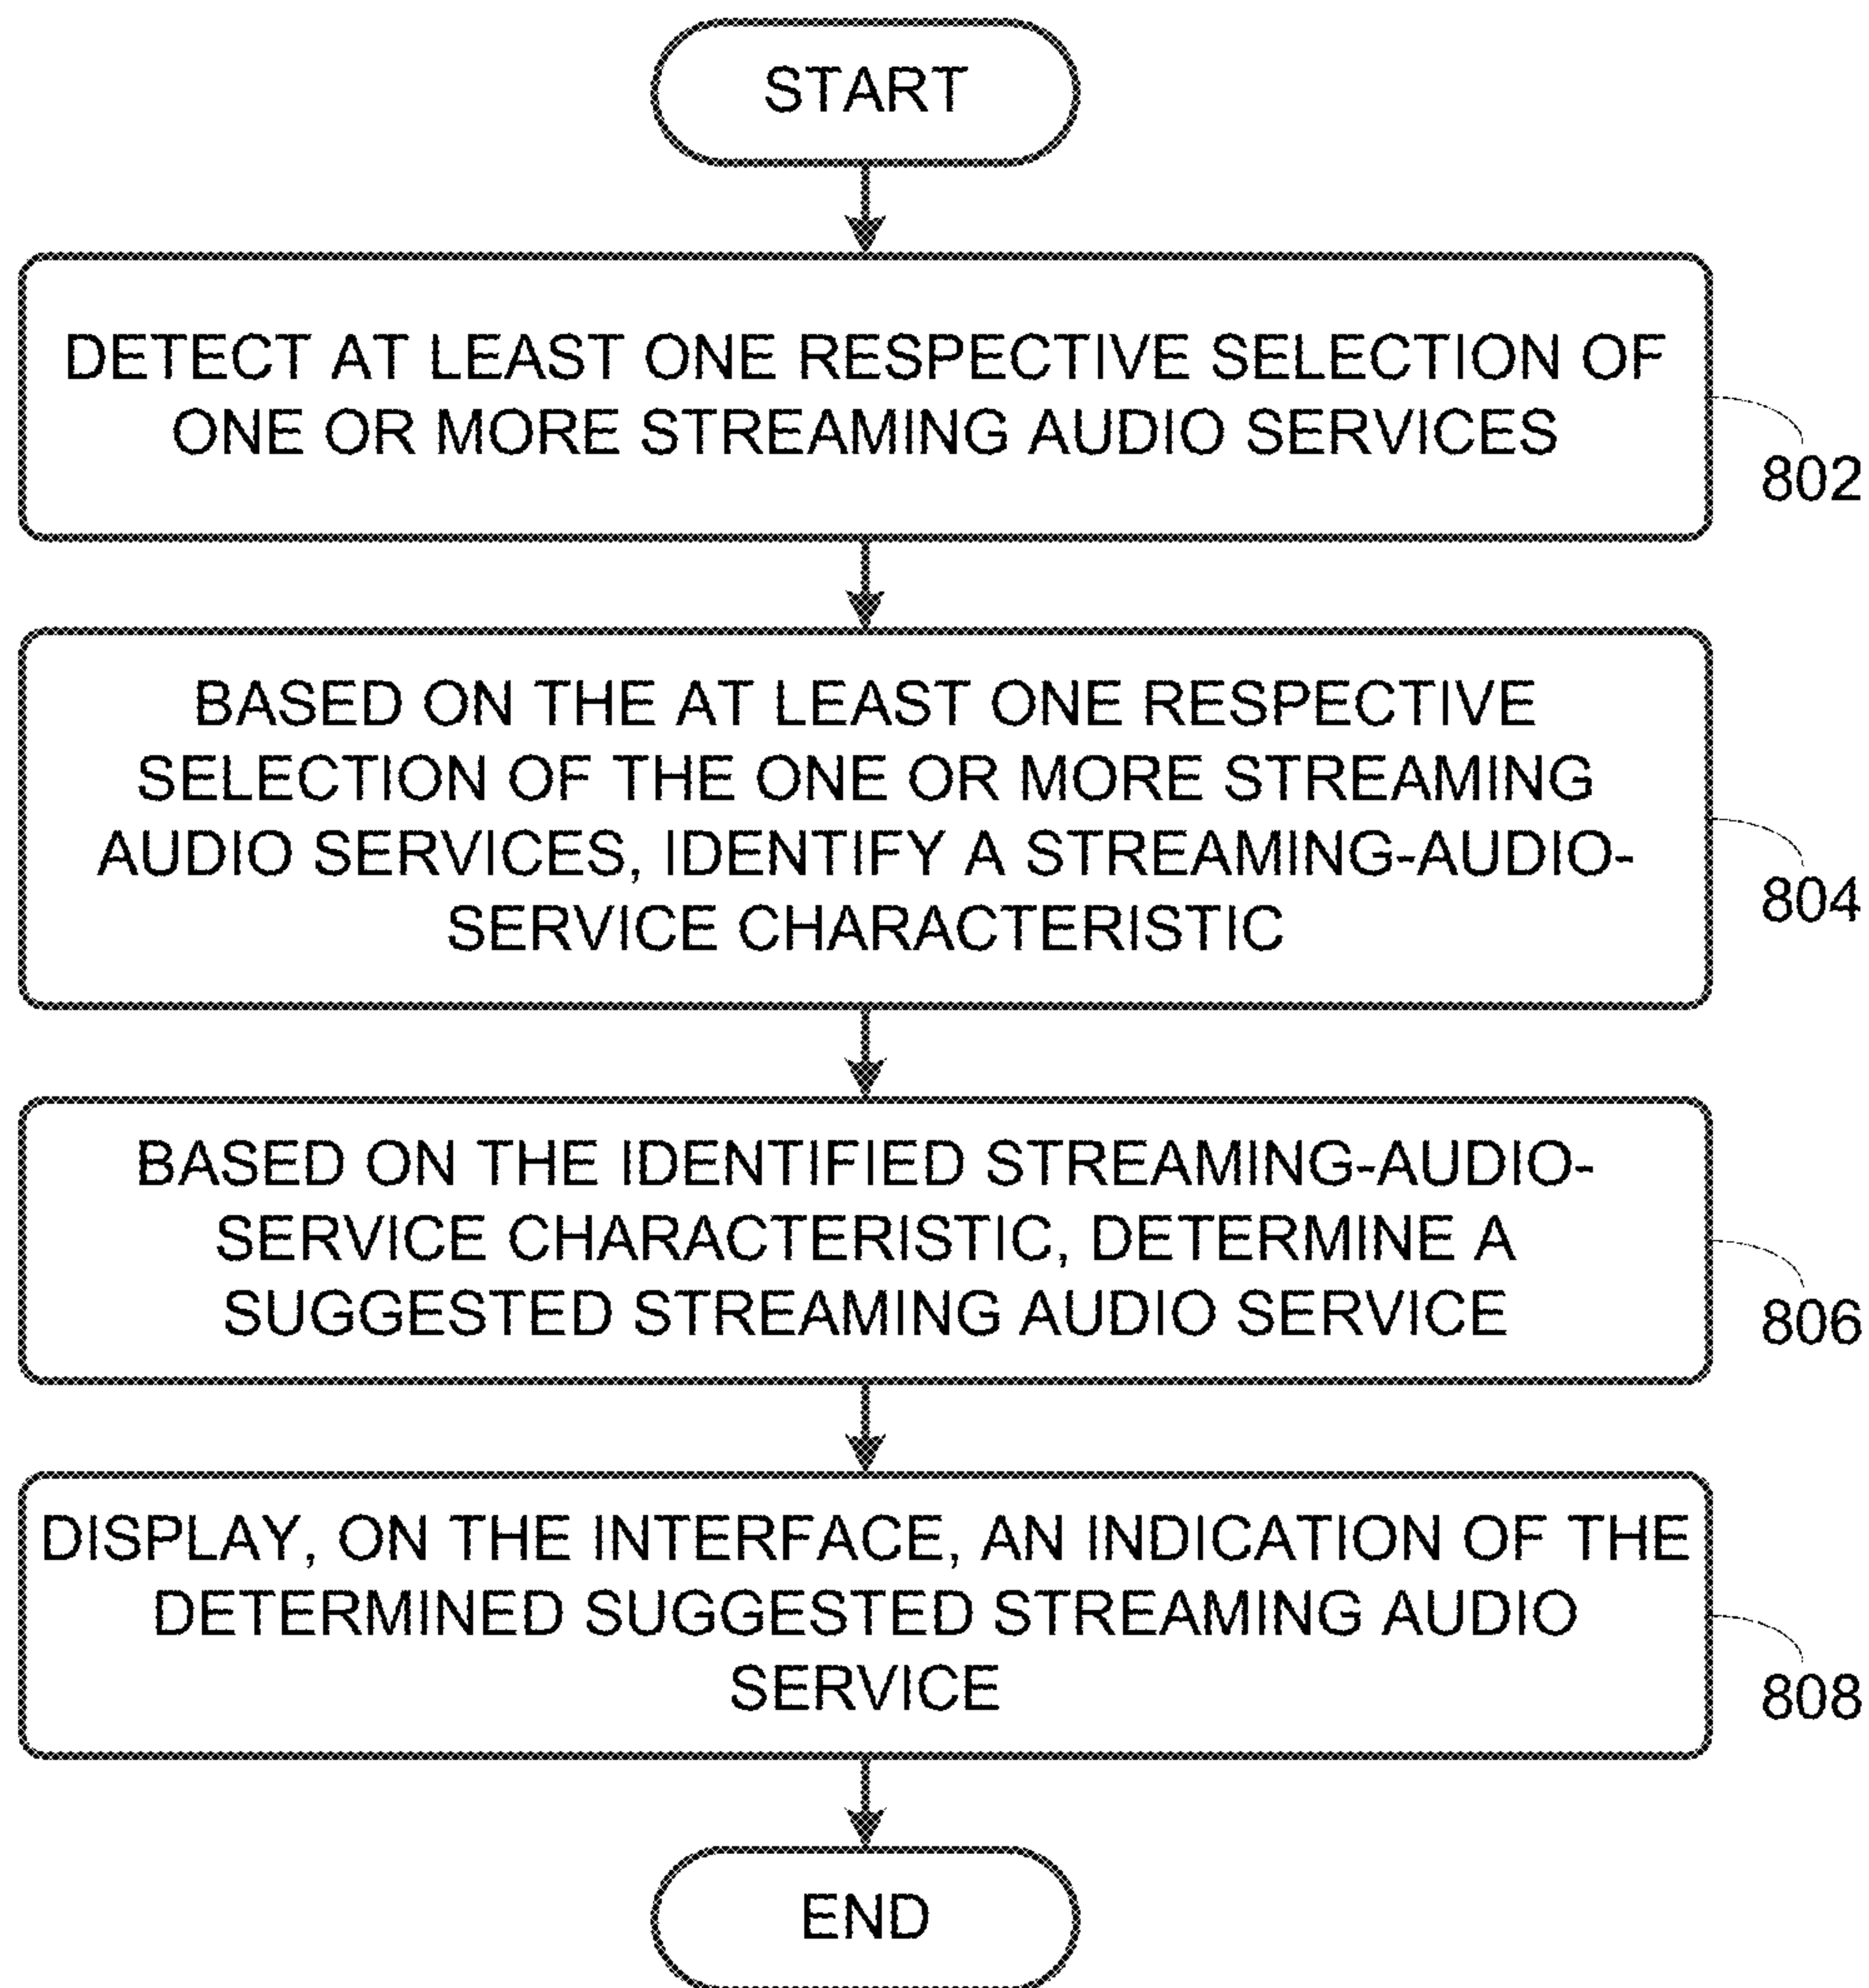 START
DETECT AT LEAST ONE RESPECTIVE SELECTION OF
ONE OR MORE STREAMING AUDIO SERVICES
802
BASED ON THE AT LEAST ONE RESPECTIVE
SELECTION OF THE ONE OR MORE STREAMING
AUDIO SERVICES, IDENTIFY A STREAMING-AUDIO-
SERVICE CHARACTERISTIC
804
BASED ON THE IDENTIFIED STREAMING-AUDIO-
SERVICE CHARACTERISTIC, DETERMINE A
SUGGESTED STREAMING AUDIO SERVICE
806
DISPLAY, ON THE INTERFACE, AN INDICATION OF THE
DETERMINED SUGGESTED STREAMING AUDIO
SERVICE
808
END